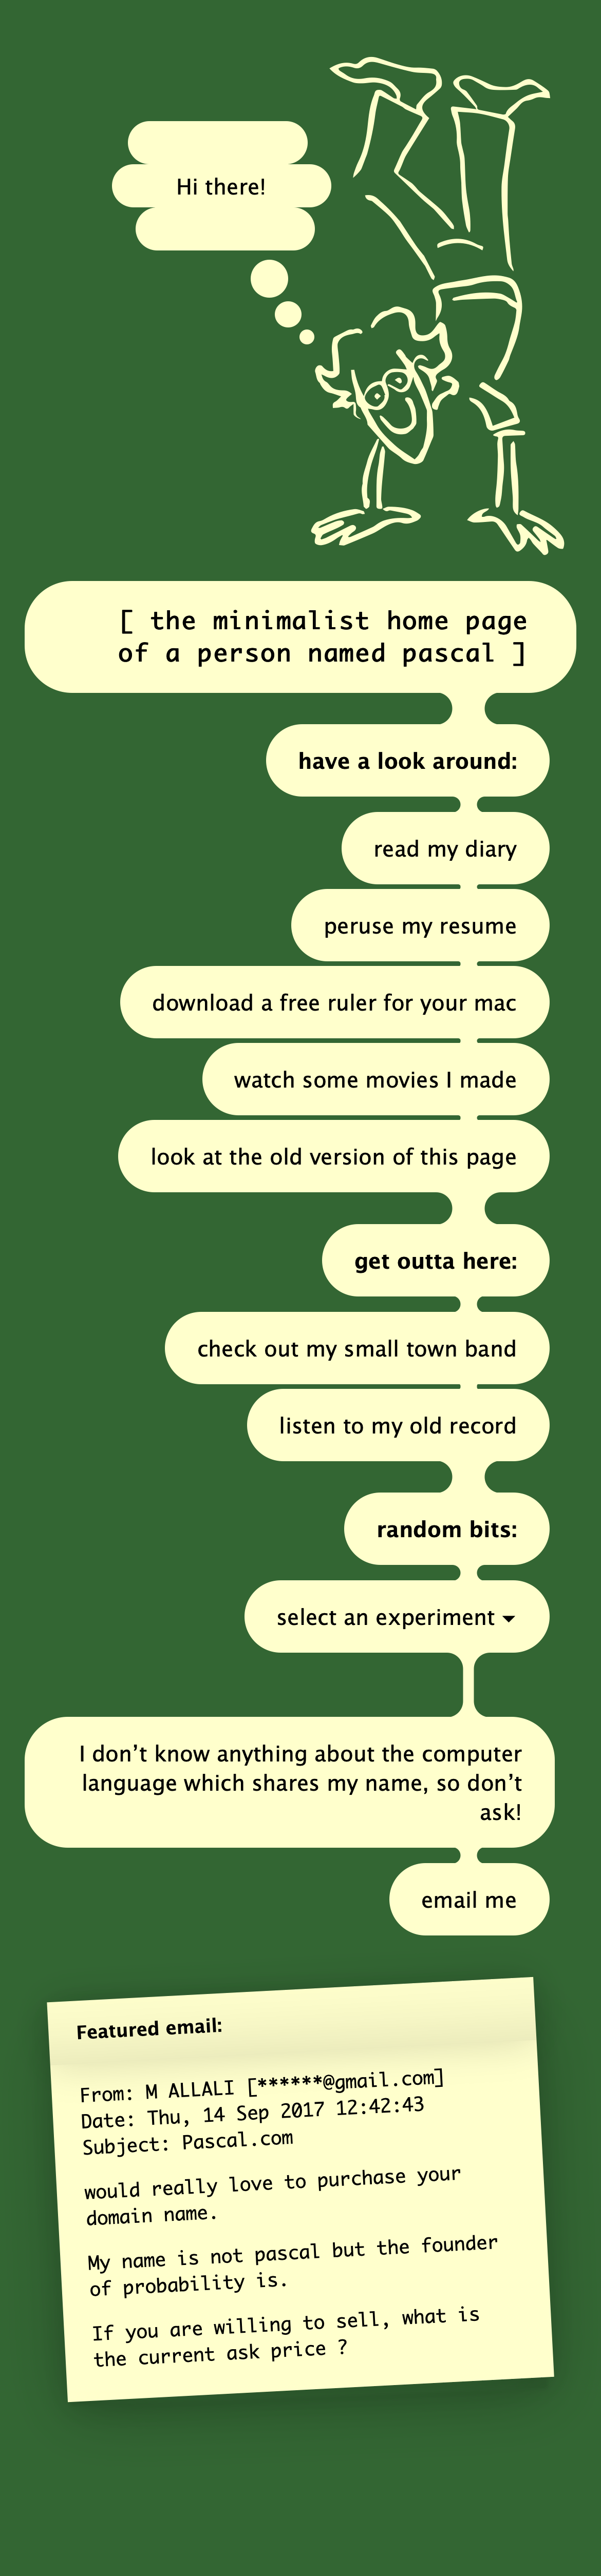 Hi there!
[ the minimalist home page
of a person named pascal ]
have a look around:
read my diary
peruse my resume
download a free ruler for your mac
watch some movies I made
look at the old version of this page
get outta here:
check out my small town band
listen to my old record
random bits:
select an experiment
I don’t know anything about the computer
language which shares my name, so don’t
ask!
email me
Featured email:
From: M ALLALI [******@gmail.com]
Date: Thu, 14 Sep 2017 12:42:43
Subject: Pascal.com
would really love to purchase your
domain name.
My name is not pascal but the founder
of probability is.
If you are willing to sell, what is
the current ask price ?